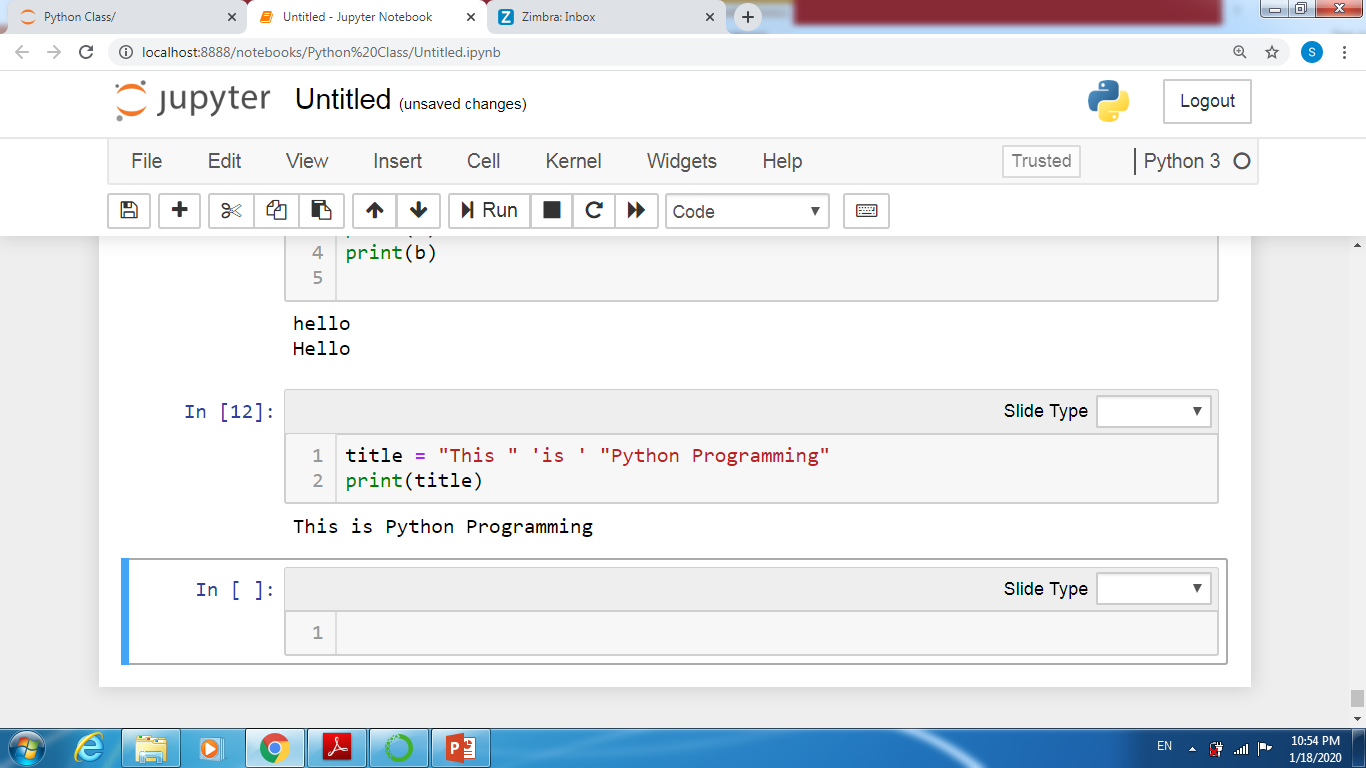 Python Class/
Untitled - Jupyter Notebook
Zimbra: Inbox
localhost:8888/notebooks/Python%20Class/Untitled.ipynb
S
jupyter Untitled (unsaved changes)
Logout
File Edit View Insert Cell Kernel Widgets Help Trusted Python 3
Run Code
4 print(b)
5
hello
Hello
In [12]:
Slide Type
1 title = "This " 'is ' "Python Programming"
2 print(title)
This is Python Programming
In [ ]:
Slide Type
1
EN
10:54 PM
1/18/2020